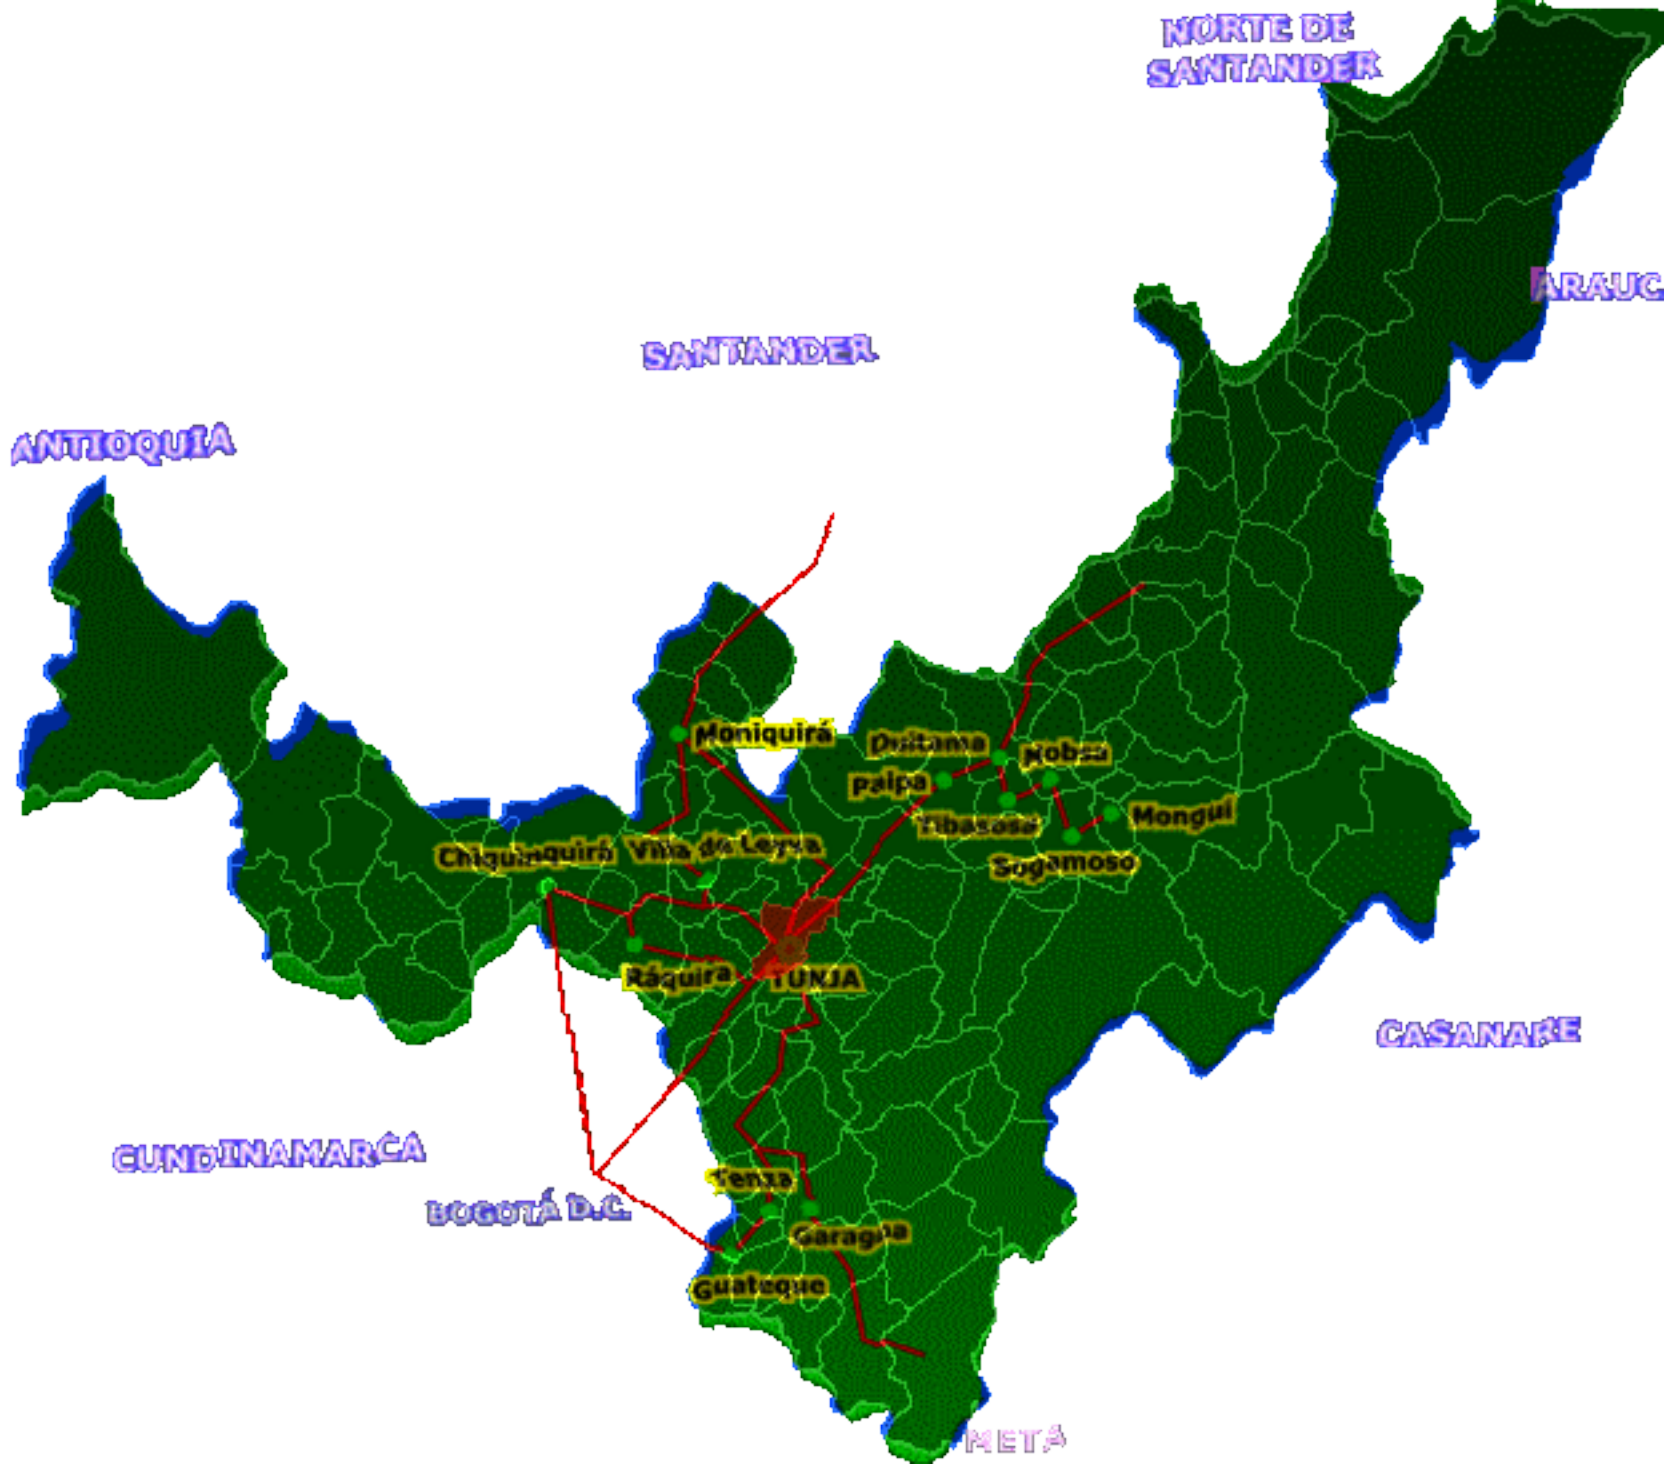 NORTE DE
SANTANDER
ARAUC
SANTANDER
ANTIOQUIA
Moniquirá
Duitama
Nobsa
Paipa
Tibasosa
Mongui
Sogamoso
Chiquinquirá
Villa de Leyva
Ráquira
TUNJA
CASANARE
CUNDINAMARCA
BOGOTÁ D.C.
Tenza
Garagoa
Guateque
META